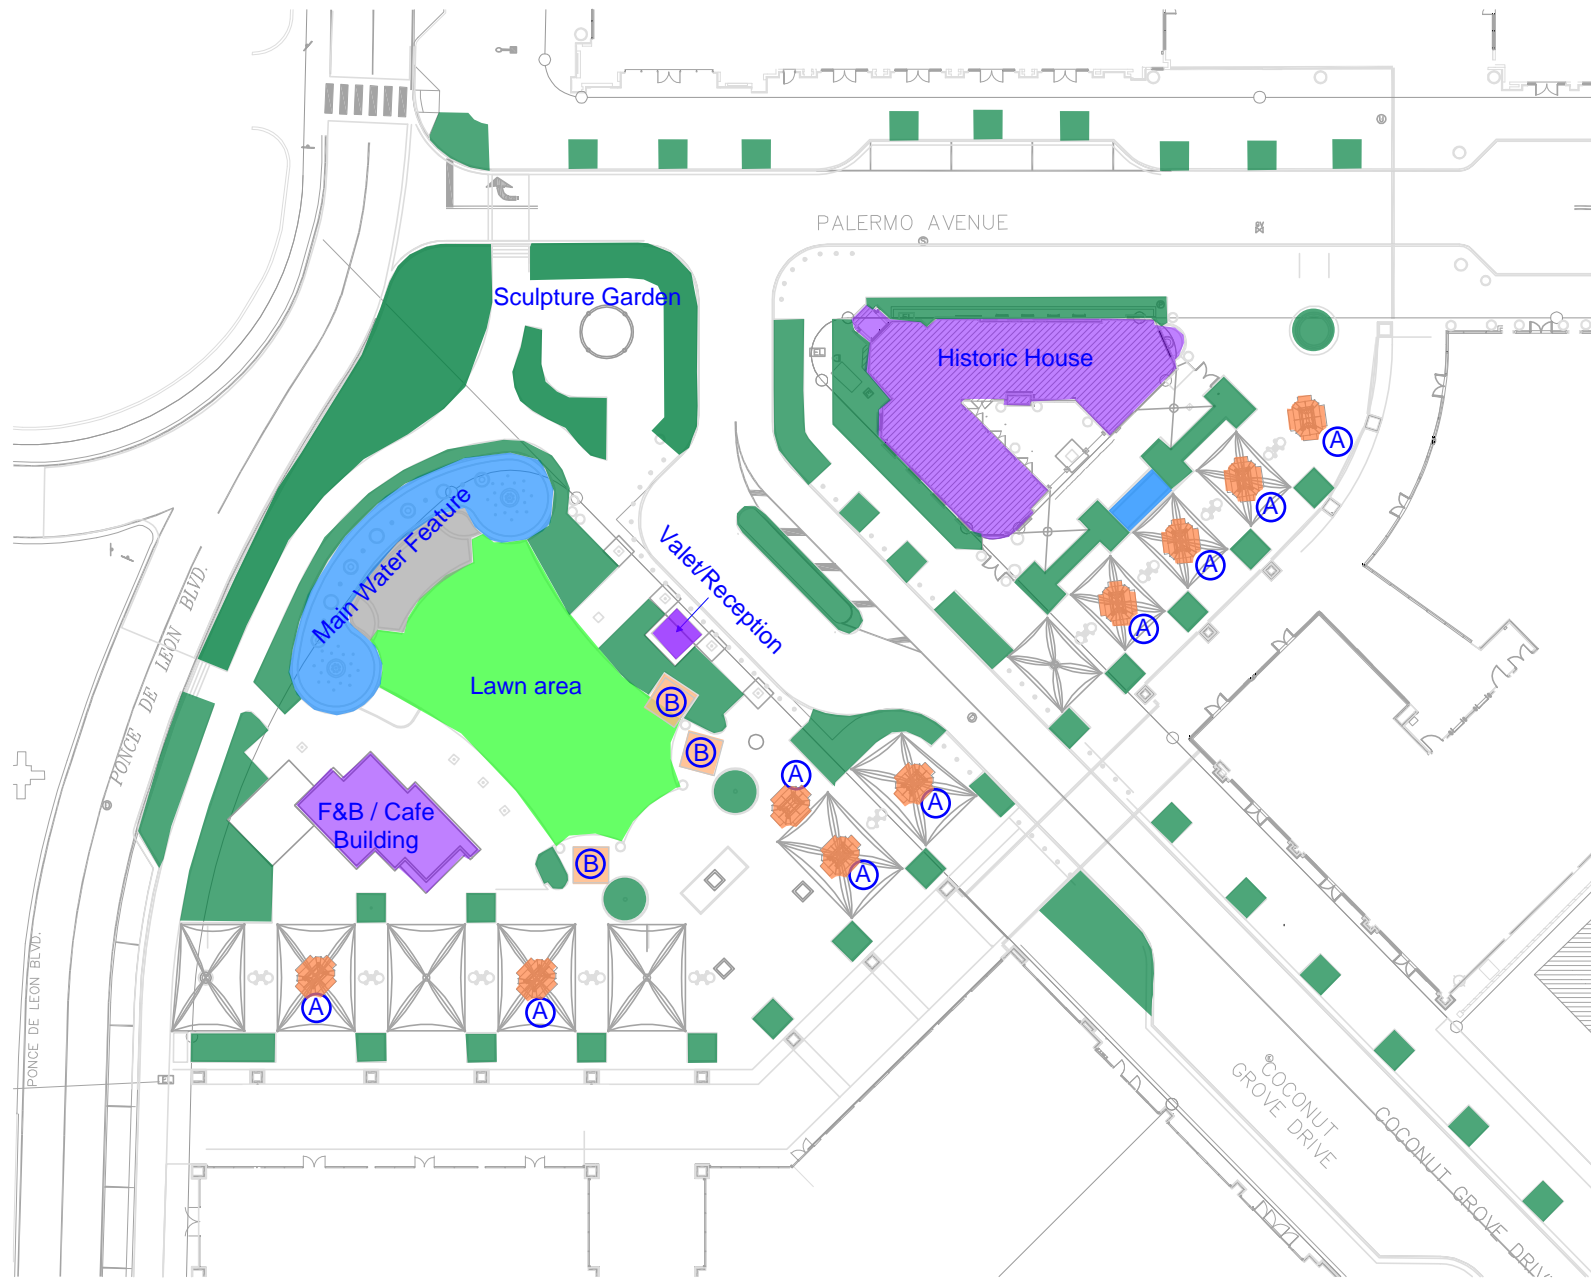 PALERMO AVENUE
Sculpture Garden
Historic House
A
A
Main Water Feature
Valet/Reception
A
PONCE DE LEON BLVD.
A
Lawn area
B
B
A
A
F&B / Cafe
Building
B
A
PONCE DE LEON BLVD.
A
A
COCONUT
GROVE DRIVE
COCONUT GROVE DRIV